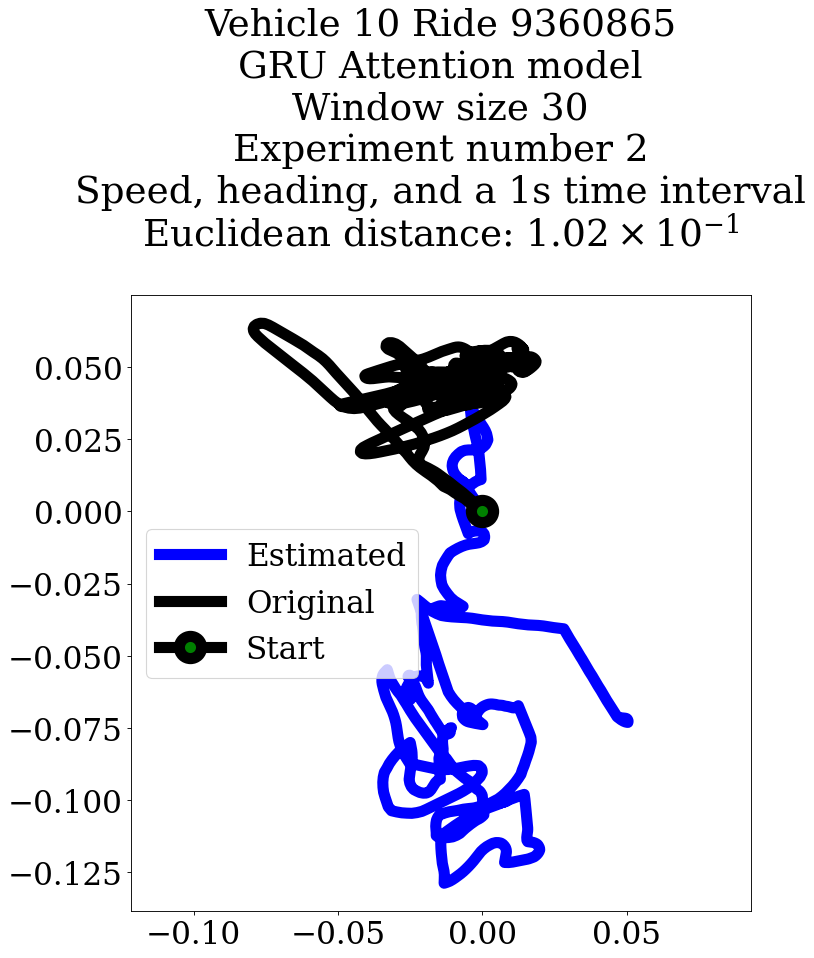 Vehicle 10 Ride 9360865
GRU Attention model
Window size 30
Experiment number 2
Speed, heading, and a 1s time interval
Euclidean distance: 1.02 × 10⁻¹
0.050
0.025
0.000
−0.025
−0.050
−0.075
−0.100
−0.125
Estimated
Original
Start
−0.10
−0.05
0.00
0.05